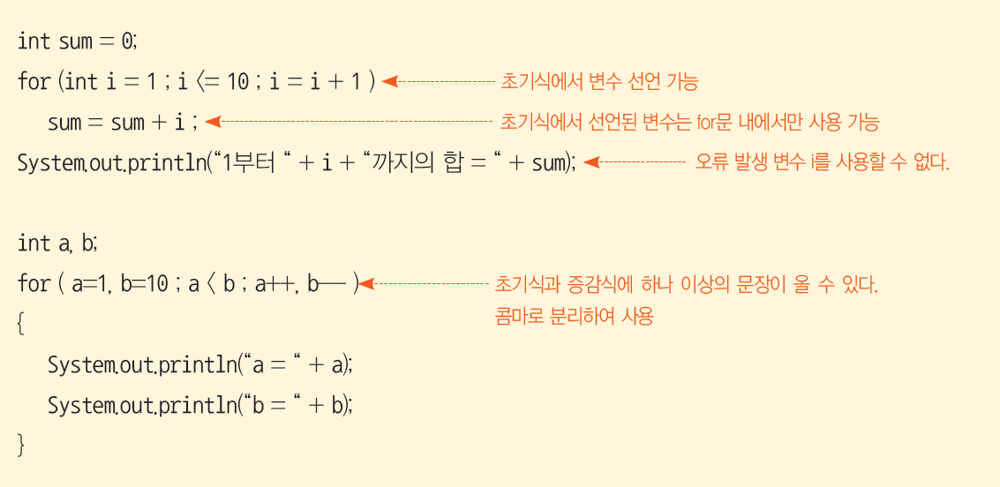 int sum = 0;
for (int i = 1 ; i <= 10 ; i = i + 1 ) 초기식에서 변수 선언 가능
sum = sum + i ; 초기식에서 선언된 변수는 for문 내에서만 사용 가능
System.out.println(“1부터 “ + i + “까지의 합 = “ + sum); 오류 발생 변수 i를 사용할 수 없다.
int a, b;
for ( a=1, b=10 ; a < b ; a++, b-- ) 초기식과 증감식에 하나 이상의 문장이 올 수 있다.
콤마로 분리하여 사용
{
System.out.println(“a = “ + a);
System.out.println(“b = “ + b);
}